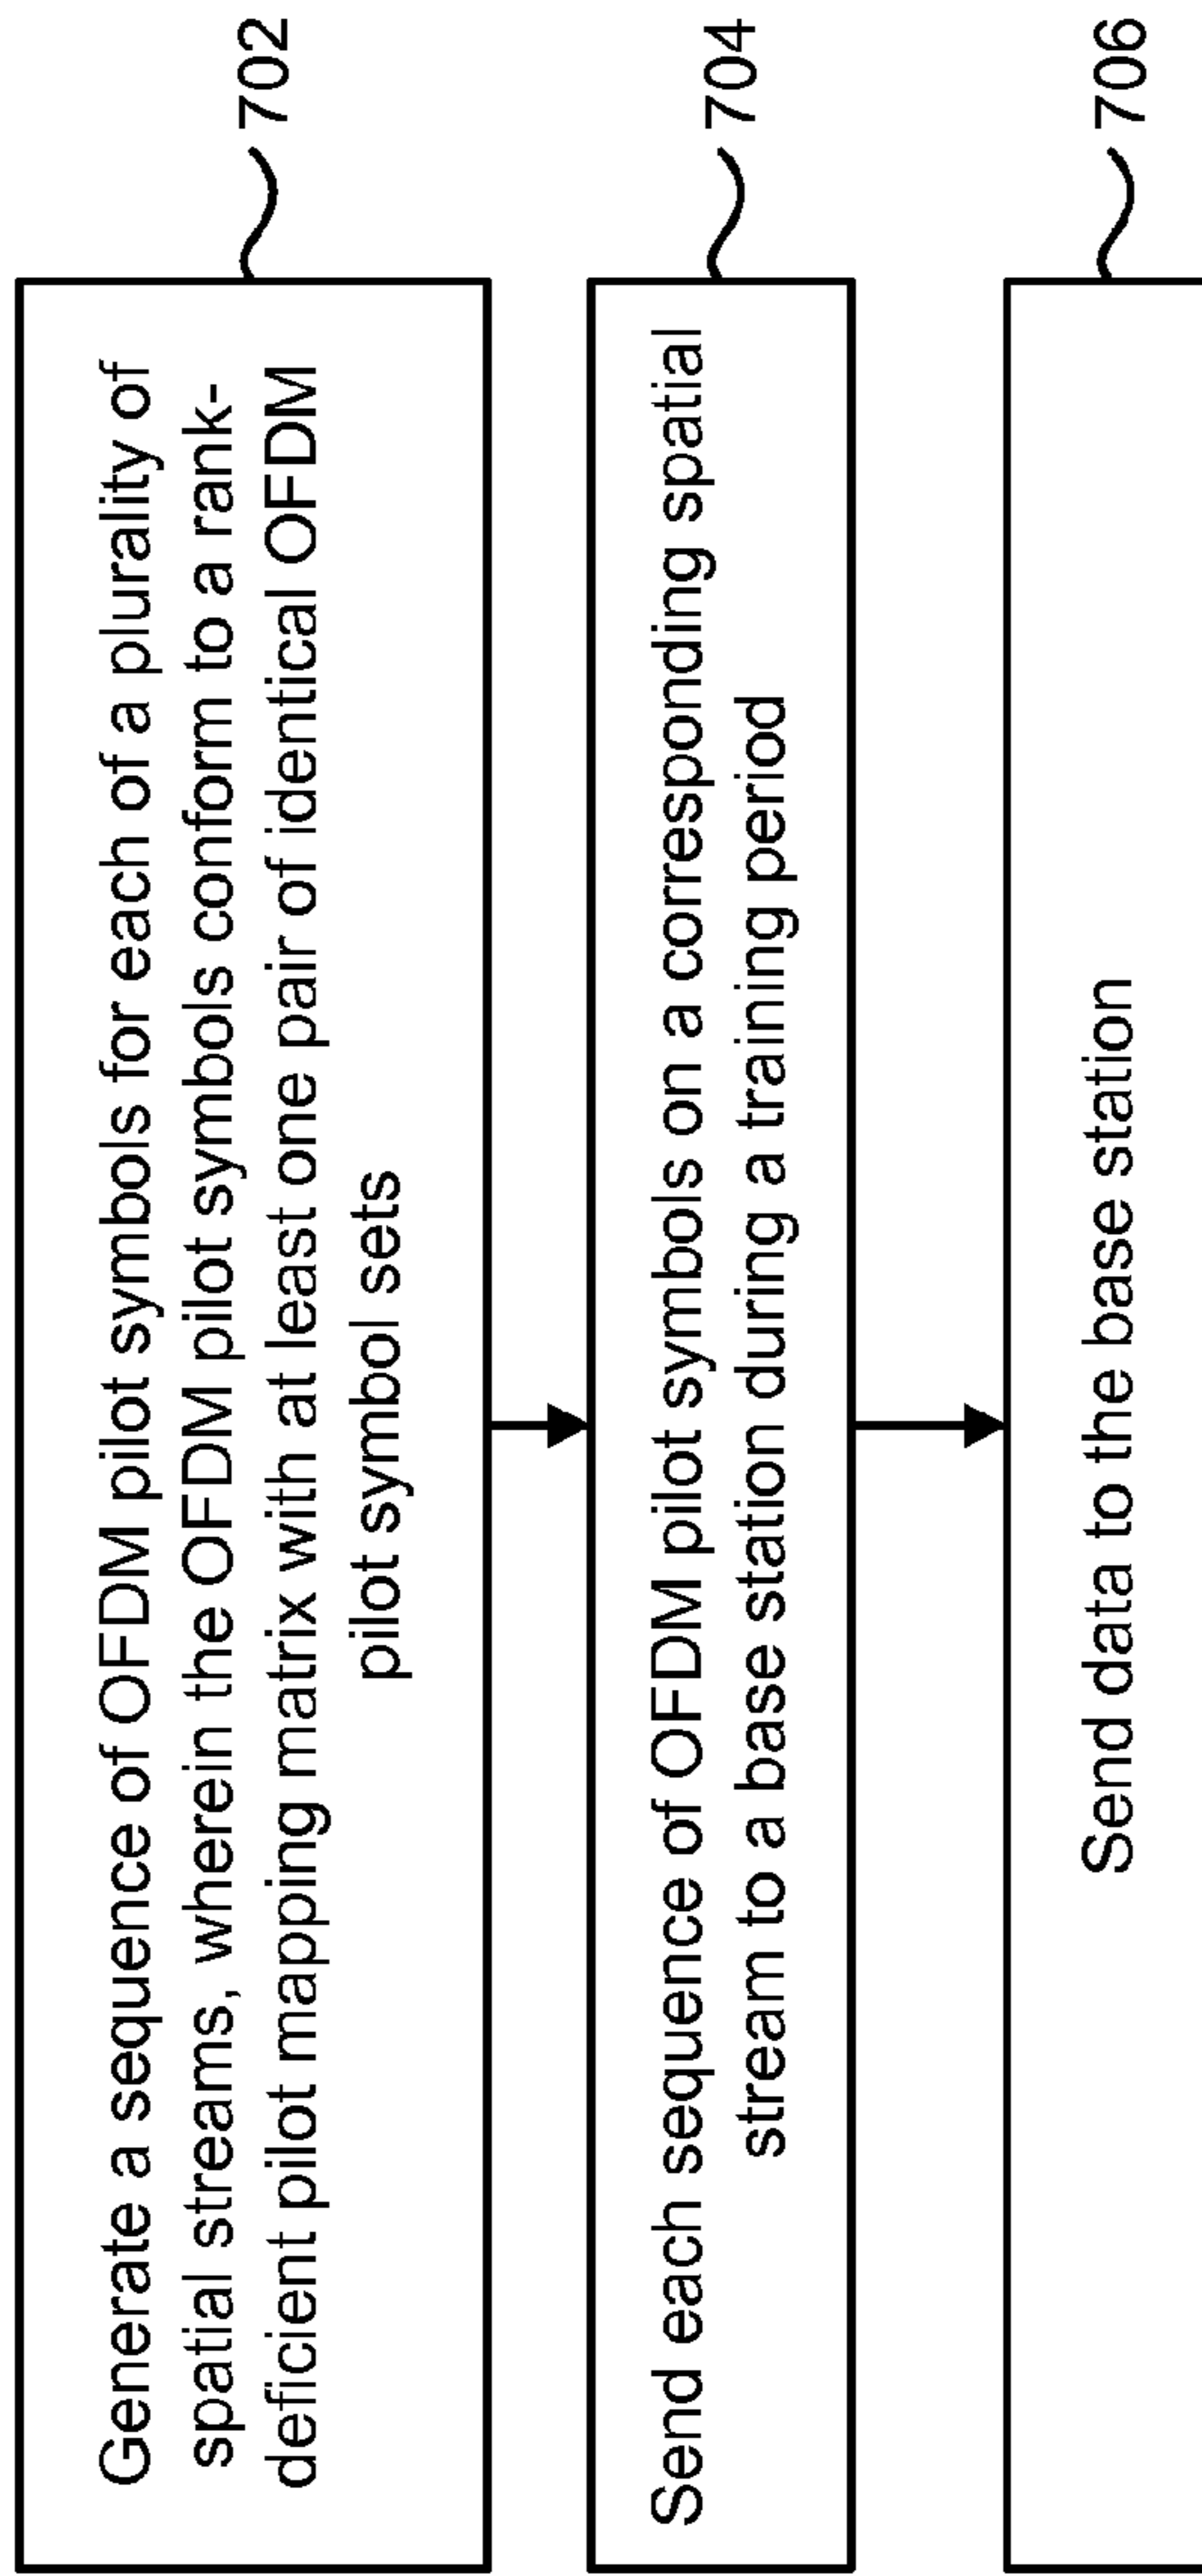 Generate a sequence of OFDM pilot symbols for each of a plurality of
spatial streams, wherein the OFDM pilot symbols conform to a rank-
deficient pilot mapping matrix with at least one pair of identical OFDM
pilot symbol sets
702
Send each sequence of OFDM pilot symbols on a corresponding spatial
stream to a base station during a training period
704
Send data to the base station
706